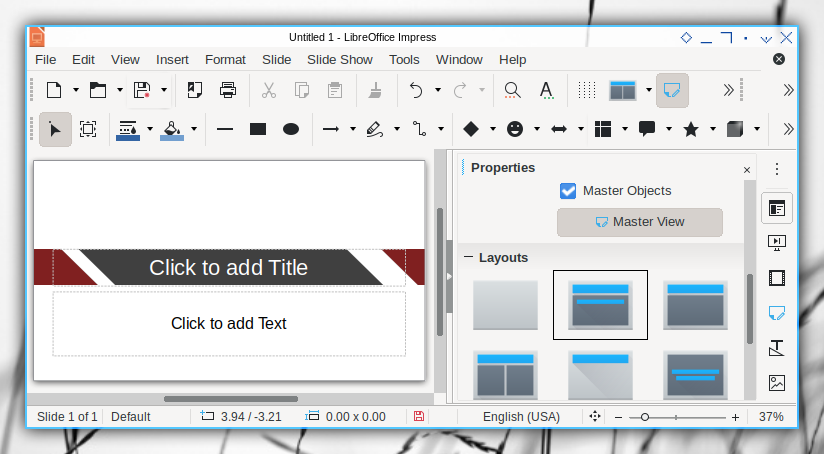 Untitled 1 - LibreOffice Impress
File Edit View Insert Format Slide Slide Show Tools Window Help
A
Properties
Master Objects
Master View
Layouts
Click to add Title
Click to add Text
Slide 1 of 1 Default 3.94 / -3.21 0.00 x 0.00 English (USA) 37%